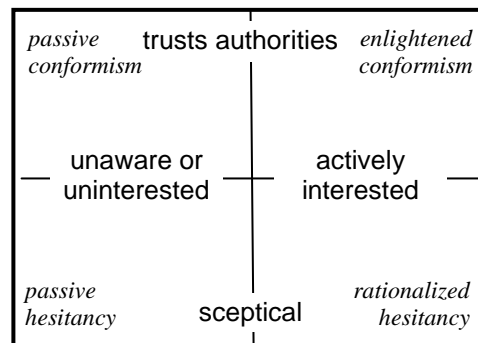 passive conformism
trusts authorities
enlightened conformism
unaware or uninterested
actively interested
passive hesitancy
sceptical
rationalized hesitancy